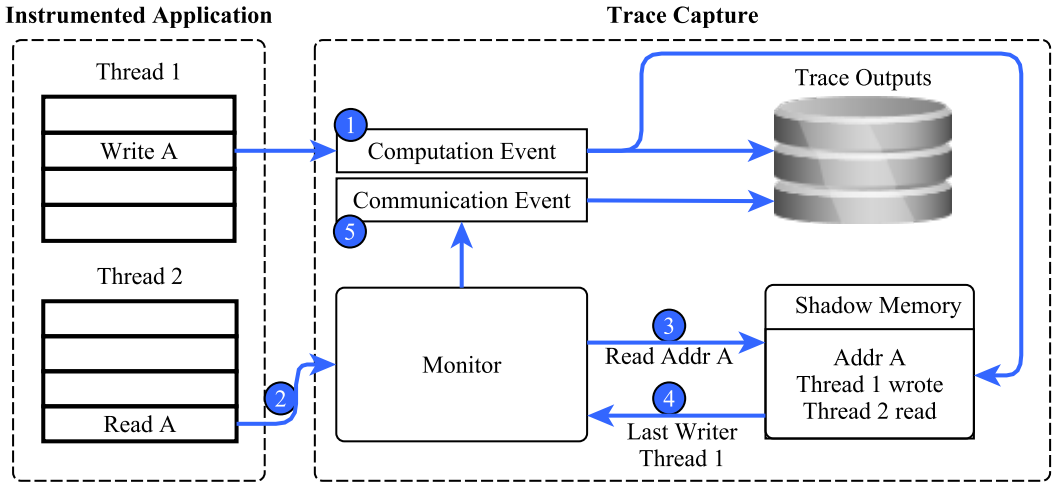 Instrumented Application
Trace Capture
Thread 1
Write A
1
Computation Event
Trace Outputs
Communication Event
5
Thread 2
Read A
2
Monitor
3
Read Addr A
4
Last Writer
Thread 1
Shadow Memory
Addr A
Thread 1 wrote
Thread 2 read